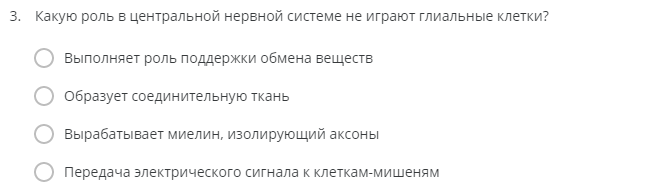 3. Какую роль в центральной нервной системе не играют глиальные клетки?
Выполняет роль поддержки обмена веществ
Образует соединительную ткань
Вырабатывает миелин, изолирующий аксоны
Передача электрического сигнала к клеткам-мишеням